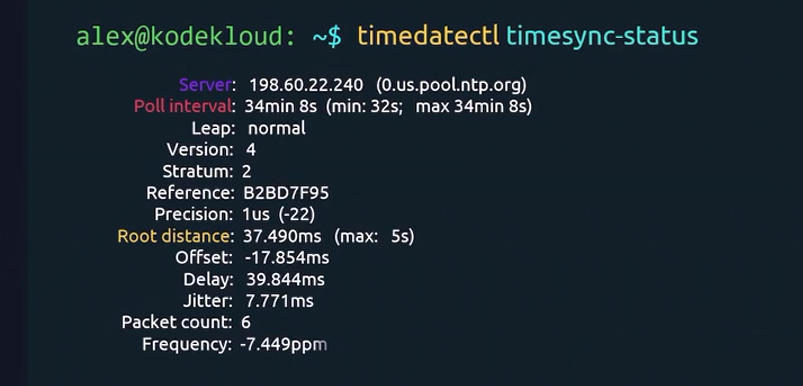 alex@kodekloud: ~$ timedatectl timesync-status
Server: 198.60.22.240 (0.us.pool.ntp.org)
Poll interval: 34min 8s (min: 32s; max 34min 8s)
Leap: normal
Version: 4
Stratum: 2
Reference: B2BD7F95
Precision: 1us (-22)
Root distance: 37.490ms (max: 5s)
Offset: -17.854ms
Delay: 39.844ms
Jitter: 7.771ms
Packet count: 6
Frequency: -7.449ppm